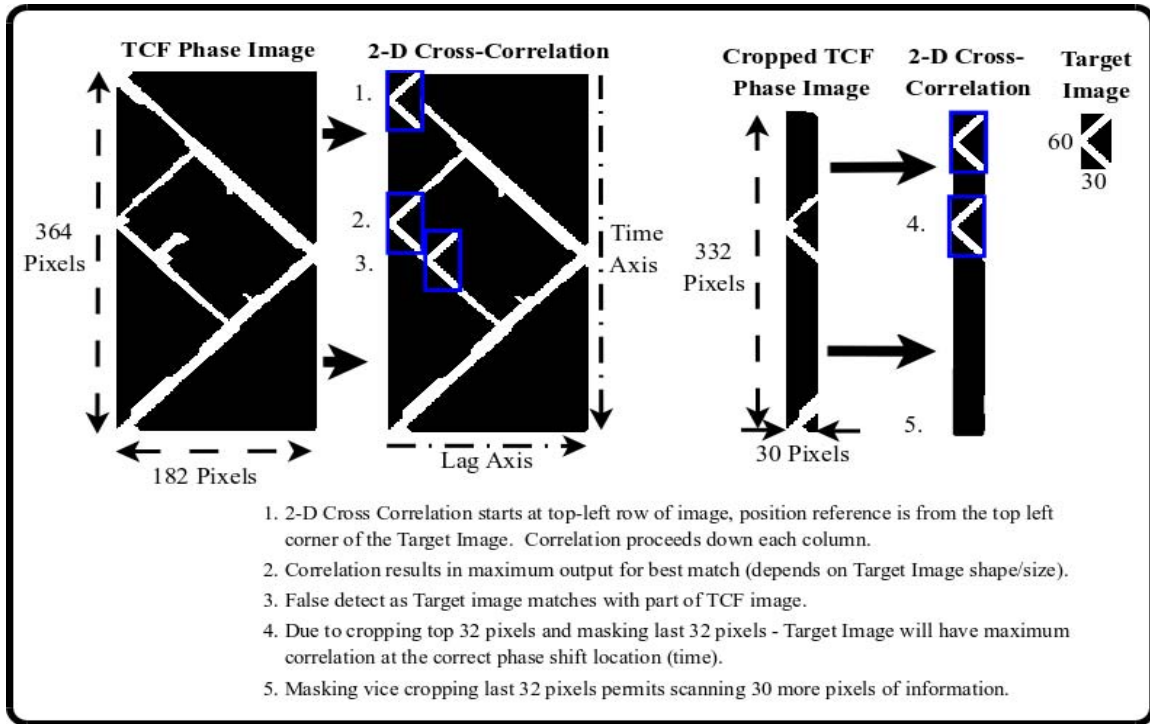 TCF Phase Image
2-D Cross-Correlation
Cropped TCF
Phase Image
2-D Cross-
Correlation
Target
Image
1.
2.
3.
364
Pixels
182 Pixels
Time
Axis
Lag Axis
332
Pixels
30 Pixels
4.
5.
60
30
1. 2-D Cross Correlation starts at top-left row of image, position reference is from the top left
corner of the Target Image. Correlation proceeds down each column.
2. Correlation results in maximum output for best match (depends on Target Image shape/size).
3. False detect as Target image matches with part of TCF image.
4. Due to cropping top 32 pixels and masking last 32 pixels - Target Image will have maximum
correlation at the correct phase shift location (time).
5. Masking vice cropping last 32 pixels permits scanning 30 more pixels of information.